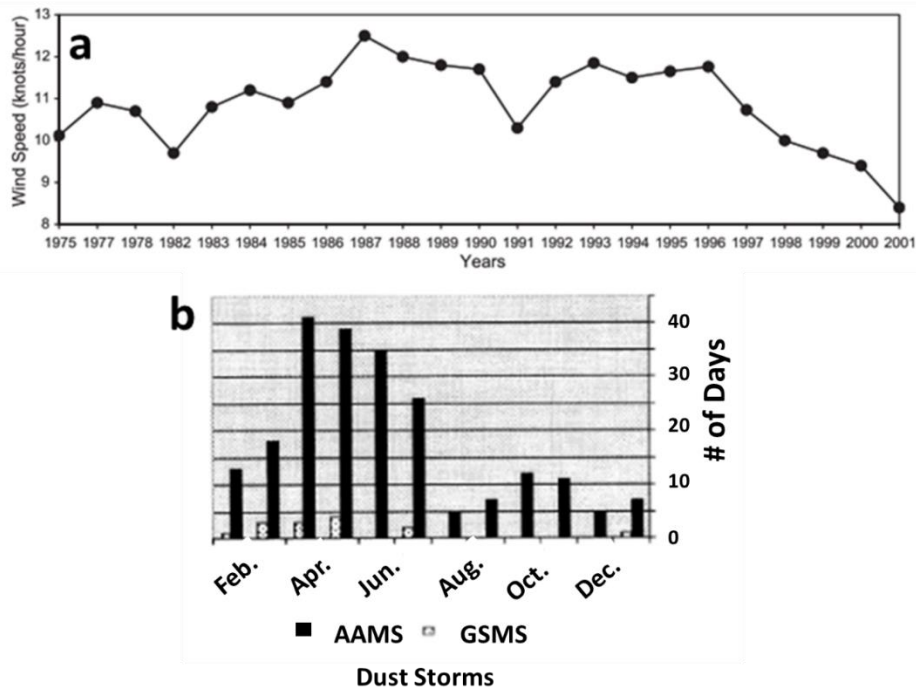 a
Wind Speed (knots/hour)
13
12
11
10
9
8
1975 1977 1978 1982 1983 1984 1985 1986 1987 1988 1989 1990 1991 1992 1993 1994 1995 1996 1997 1998 1999 2000 2001
Years
b
40
30
20
10
0
# of Days
Feb. Apr. Jun. Aug. Oct. Dec.
AAMS GSMS
Dust Storms